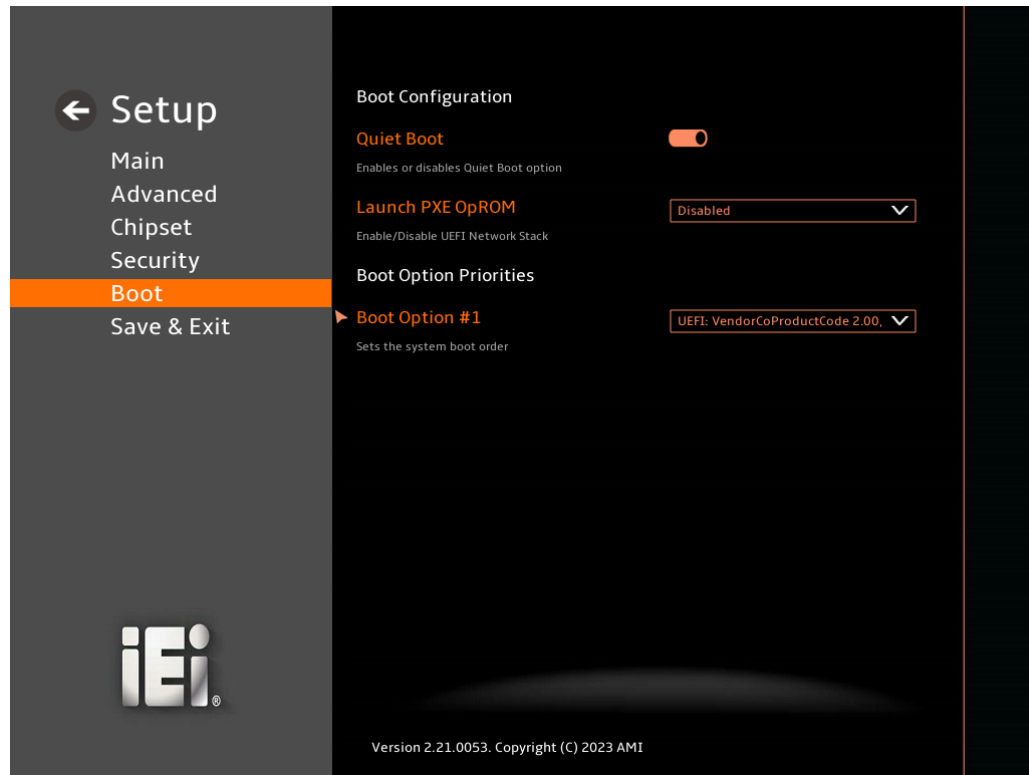 Setup
Main
Advanced
Chipset
Security
Boot
Save & Exit
Boot Configuration
Quiet Boot
Enables or disables Quiet Boot option
Launch PXE OpROM
Disabled
Enable/Disable UEFI Network Stack
Boot Option Priorities
Boot Option #1
UEFI: VendorCoProductCode 2.00,
Sets the system boot order
iEi®
Version 2.21.0053. Copyright (C) 2023 AMI